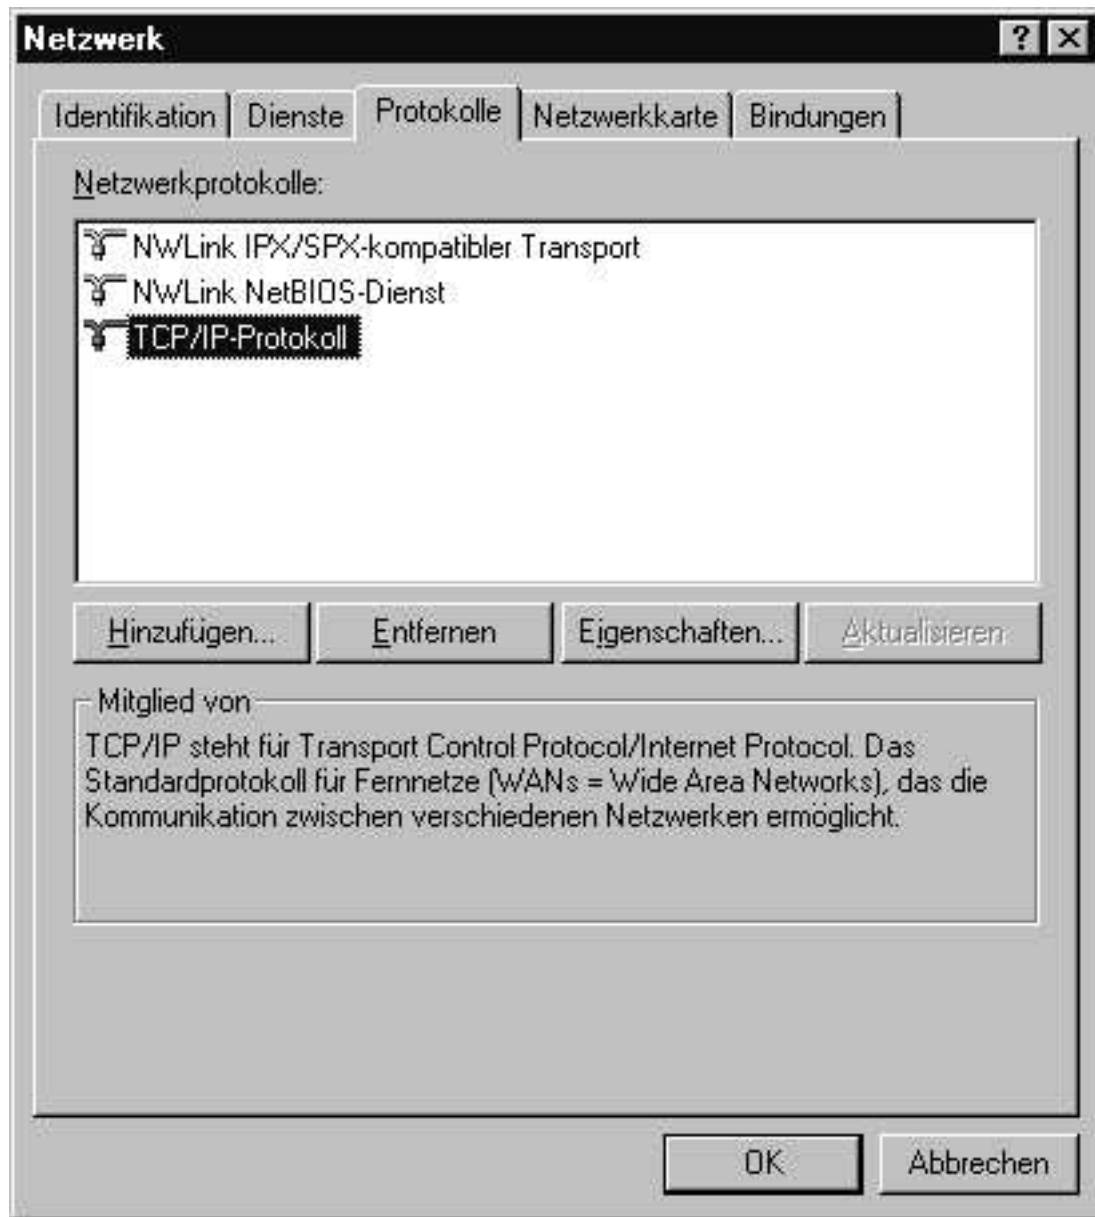 Netzwerk
Identifikation Dienste Protokolle Netzwerkkarte Bindungen
Netzwerkprotokolle:
NWLink IPX/SPX-kompatibler Transport
NWLink NetBIOS-Dienst
TCP/IP-Protokoll
Hinzufügen... Entfernen Eigenschaften... Aktualisieren
Mitglied von
TCP/IP steht für Transport Control Protocol/Internet Protocol. Das
Standardprotokoll für Fernnetze (WANs = Wide Area Networks), das die
Kommunikation zwischen verschiedenen Netzwerken ermöglicht.
OK Abbrechen